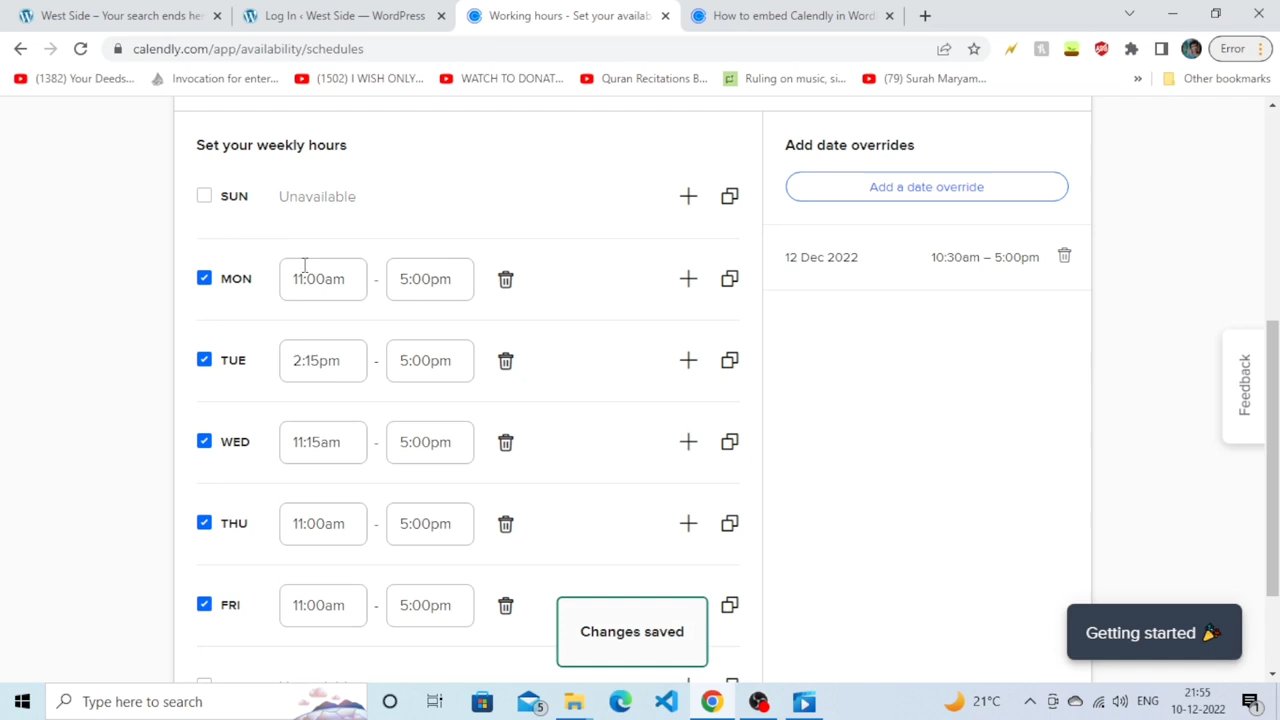 West Side – Your search ends her
Log In ‹ West Side — WordPress
Working hours - Set your availab
How to embed Calendly in Word
calendly.com/app/availability/schedules
Error
(1382) Your Deeds...
Invocation for enter...
(1502) I WISH ONLY...
WATCH TO DONAT...
Quran Recitations B...
Ruling on music, si...
(79) Surah Maryam...
»
Other bookmarks
Set your weekly hours
SUN Unavailable
MON 11:00am - 5:00pm
TUE 2:15pm - 5:00pm
WED 11:15am - 5:00pm
THU 11:00am - 5:00pm
FRI 11:00am - 5:00pm
Changes saved
Add date overrides
Add a date override
12 Dec 2022 10:30am – 5:00pm
Feedback
Getting started
Type here to search
5
21°C
ENG
21:55
10-12-2022
1